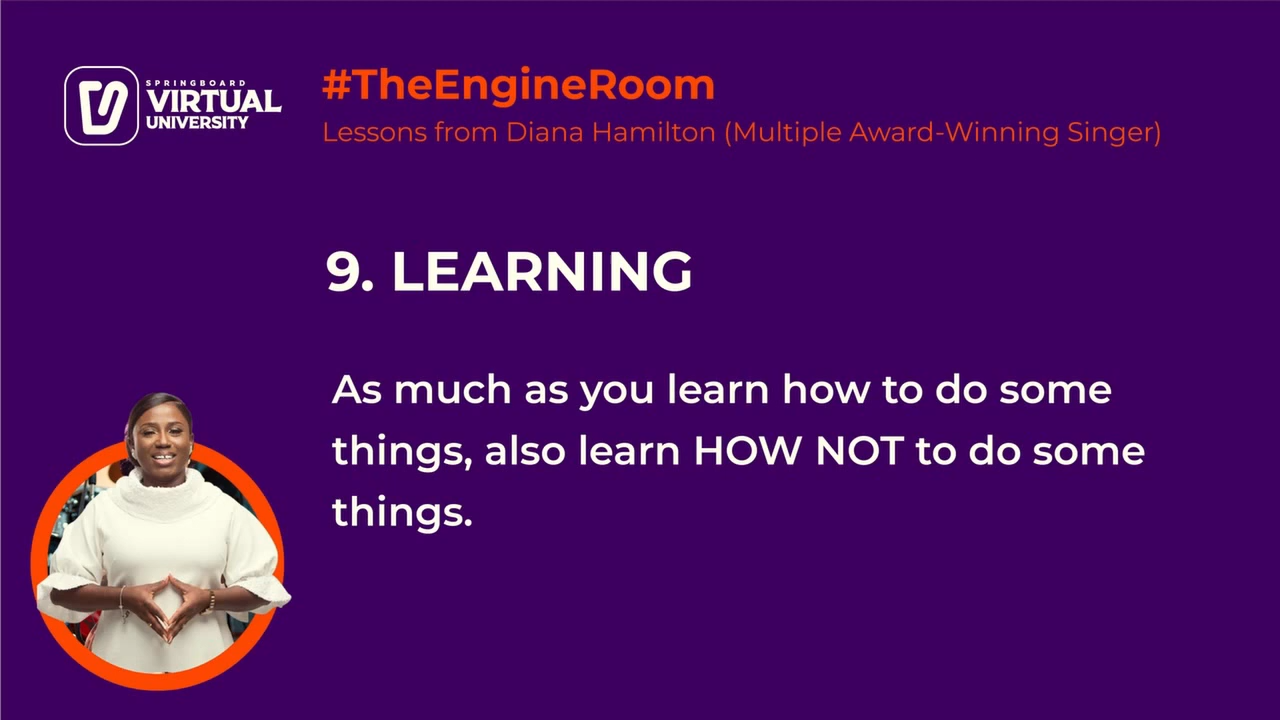 SPRINGBOARD
VIRTUAL
UNIVERSITY
#TheEngineRoom
Lessons from Diana Hamilton (Multiple Award-Winning Singer)
9. LEARNING
As much as you learn how to do some
things, also learn HOW NOT to do some
things.